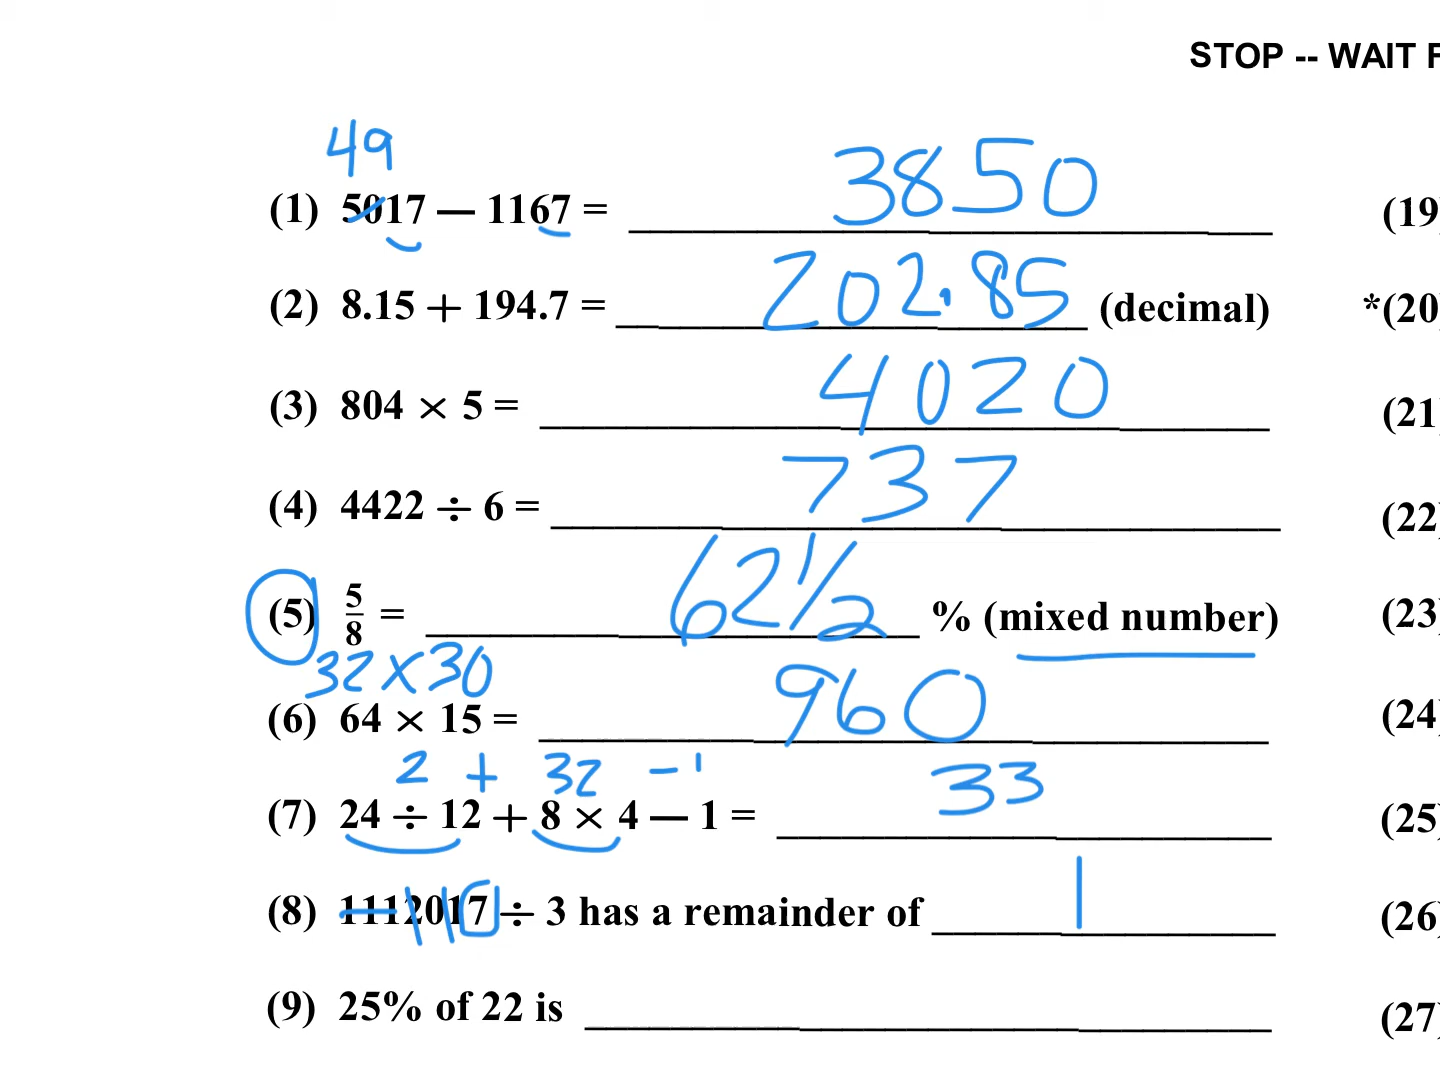 STOP -- WAIT F
49
(1) 5017 — 1167 = 3850 (19)
(2) 8.15 + 194.7 = 202.85 (decimal) *(20)
(3) 804 × 5 = 4020 (21)
(4) 4422 ÷ 6 = 737 (22)
(5) 5/8 = 62 1/2 % (mixed number) (23)
32 × 30
(6) 64 × 15 = 960 (24)
2 + 32 - 1
(7) 24 ÷ 12 + 8 × 4 — 1 = 33 (25)
(8) 1112017 ÷ 3 has a remainder of 1 (26)
(9) 25% of 22 is (27)